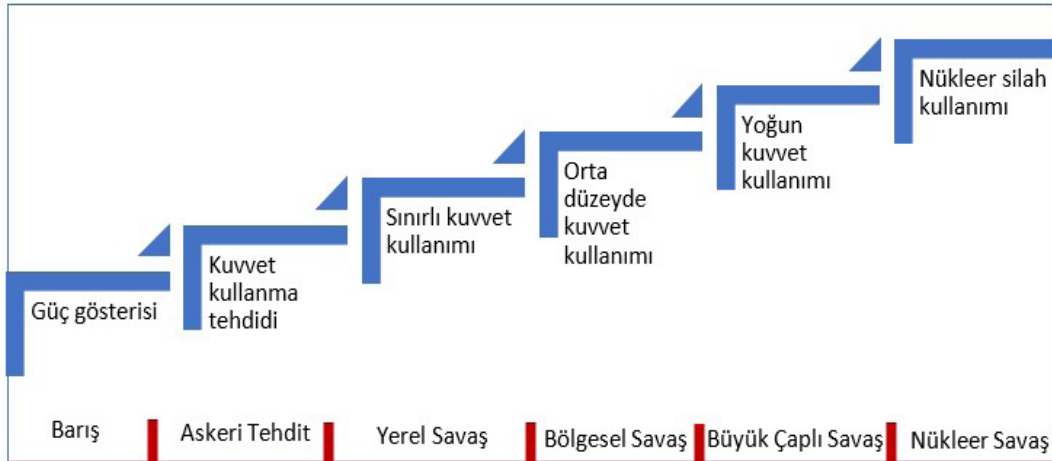 Güç gösterisi
Kuvvet
kullanma
tehdidi
Sınırlı kuvvet
kullanımı
Orta
düzeyde
kuvvet
kullanımı
Yoğun
kuvvet
kullanımı
Nükleer silah
kullanımı
Barış
Askeri Tehdit
Yerel Savaş
Bölgesel Savaş
Büyük Çaplı Savaş
Nükleer Savaş